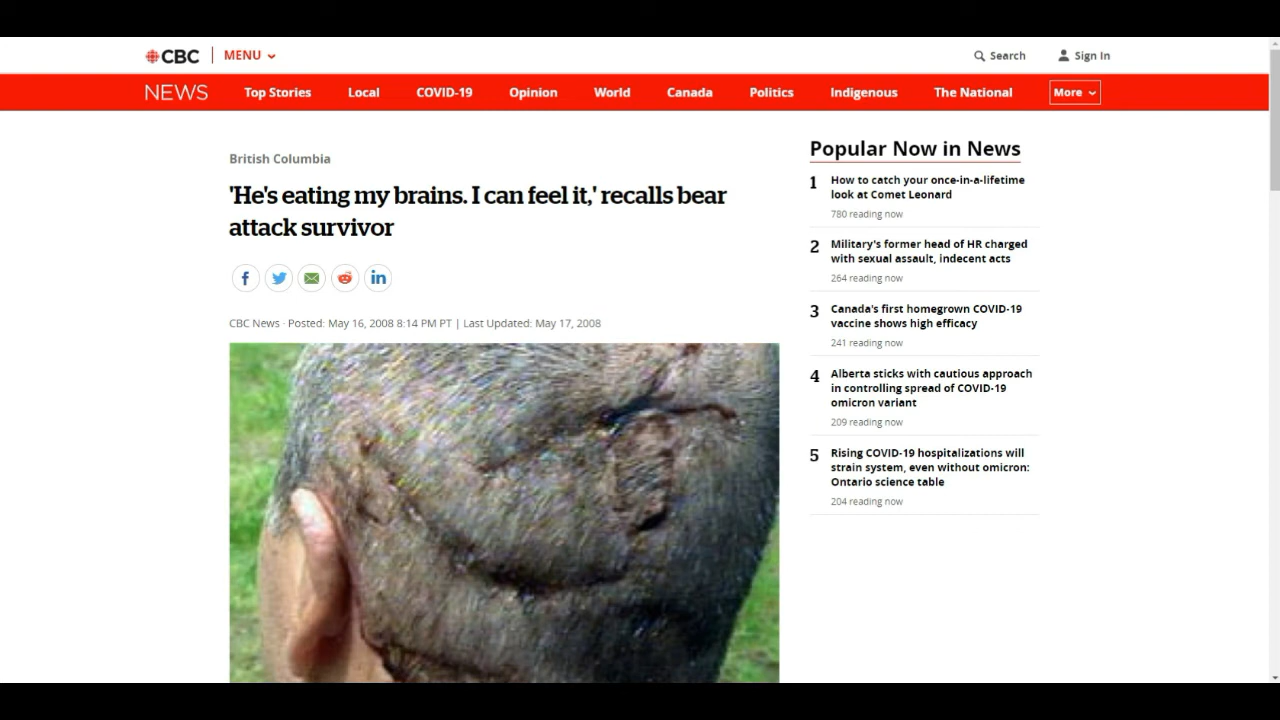 CBC MENU Search Sign In
NEWS Top Stories Local COVID-19 Opinion World Canada Politics Indigenous The National More
British Columbia
'He's eating my brains. I can feel it,' recalls bear
attack survivor
CBC News · Posted: May 16, 2008 8:14 PM PT | Last Updated: May 17, 2008
Popular Now in News
1 How to catch your once-in-a-lifetime
look at Comet Leonard
780 reading now
2 Military's former head of HR charged
with sexual assault, indecent acts
264 reading now
3 Canada's first homegrown COVID-19
vaccine shows high efficacy
241 reading now
4 Alberta sticks with cautious approach
in controlling spread of COVID-19
omicron variant
209 reading now
5 Rising COVID-19 hospitalizations will
strain system, even without omicron:
Ontario science table
204 reading now